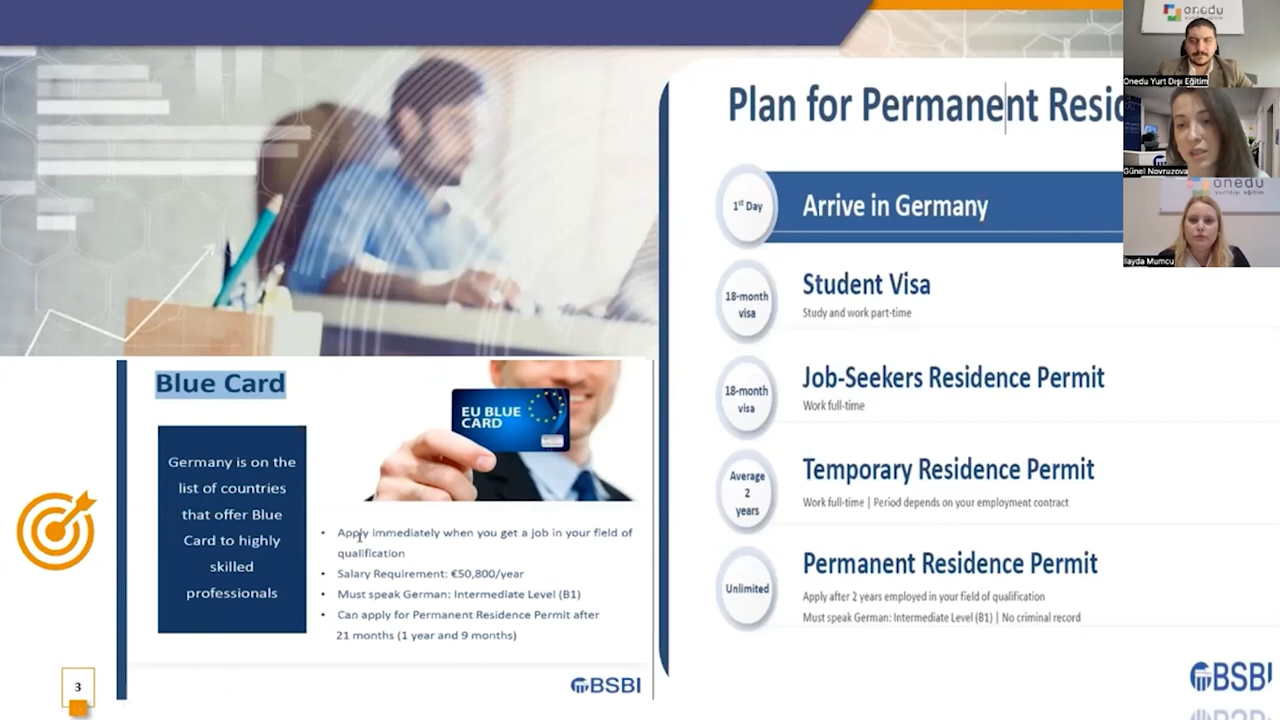 Plan for Permanent Resid
1st Day
Arrive in Germany
18-month
visa
Student Visa
Study and work part-time
18-month
visa
Job-Seekers Residence Permit
Work full-time
Average
2
years
Temporary Residence Permit
Work full-time | Period depends on your employment contract
Unlimited
Permanent Residence Permit
Apply after 2 years employed in your field of qualification
Must speak German: Intermediate Level (B1) | No criminal record
BSBI
Blue Card
EU BLUE
CARD
Germany is on the
list of countries
that offer Blue
Card to highly
skilled
professionals
• Apply immediately when you get a job in your field of
qualification
• Salary Requirement: €50,800/year
• Must speak German: Intermediate Level (B1)
• Can apply for Permanent Residence Permit after
21 months (1 year and 9 months)
BSBI
3
onedu
yurtdışı eğitim
Onedu Yurt Dışı Eğitim
Günel Novruzova
onedu
yurtdışı eğitim
İlayda Mumcu